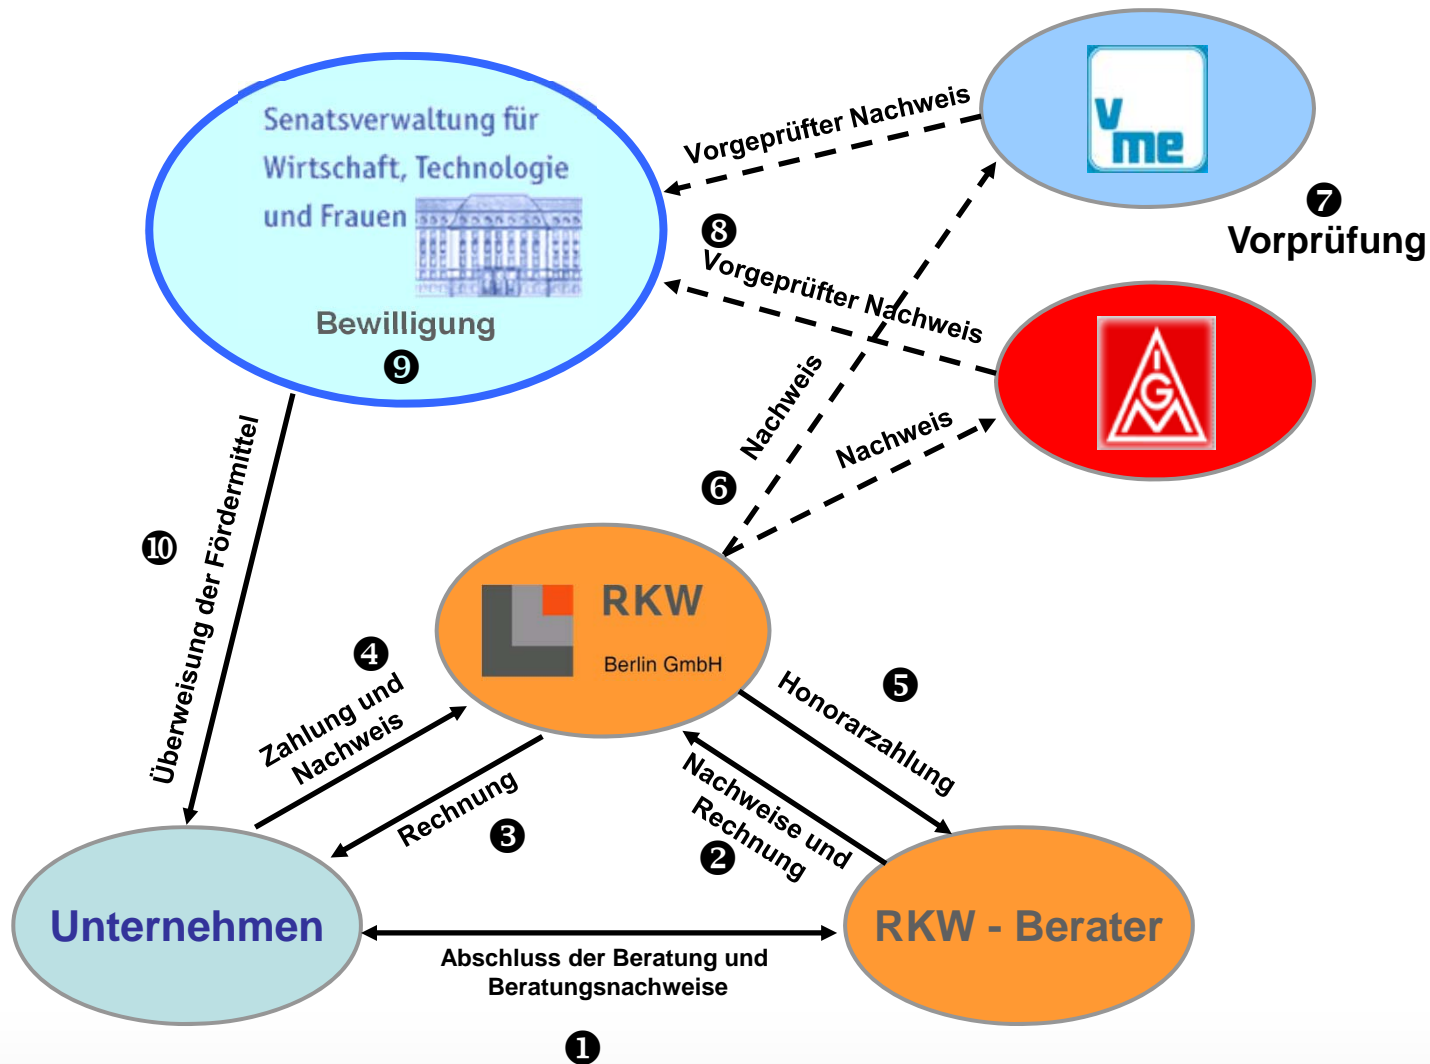 Senatsverwaltung für
Wirtschaft, Technologie
und Frauen
Bewilligung
❾
vme
❼
Vorprüfung
Vorgeprüfter Nachweis
❽
Vorgeprüfter Nachweis
IGM
Nachweis
Nachweis
❻
❿
Überweisung der Fördermittel
RKW
Berlin GmbH
❹
Zahlung und
Nachweis
Rechnung
❸
❺
Honorarzahlung
Nachweise und
Rechnung
❷
Unternehmen
RKW - Berater
Abschluss der Beratung und
Beratungsnachweise
❶